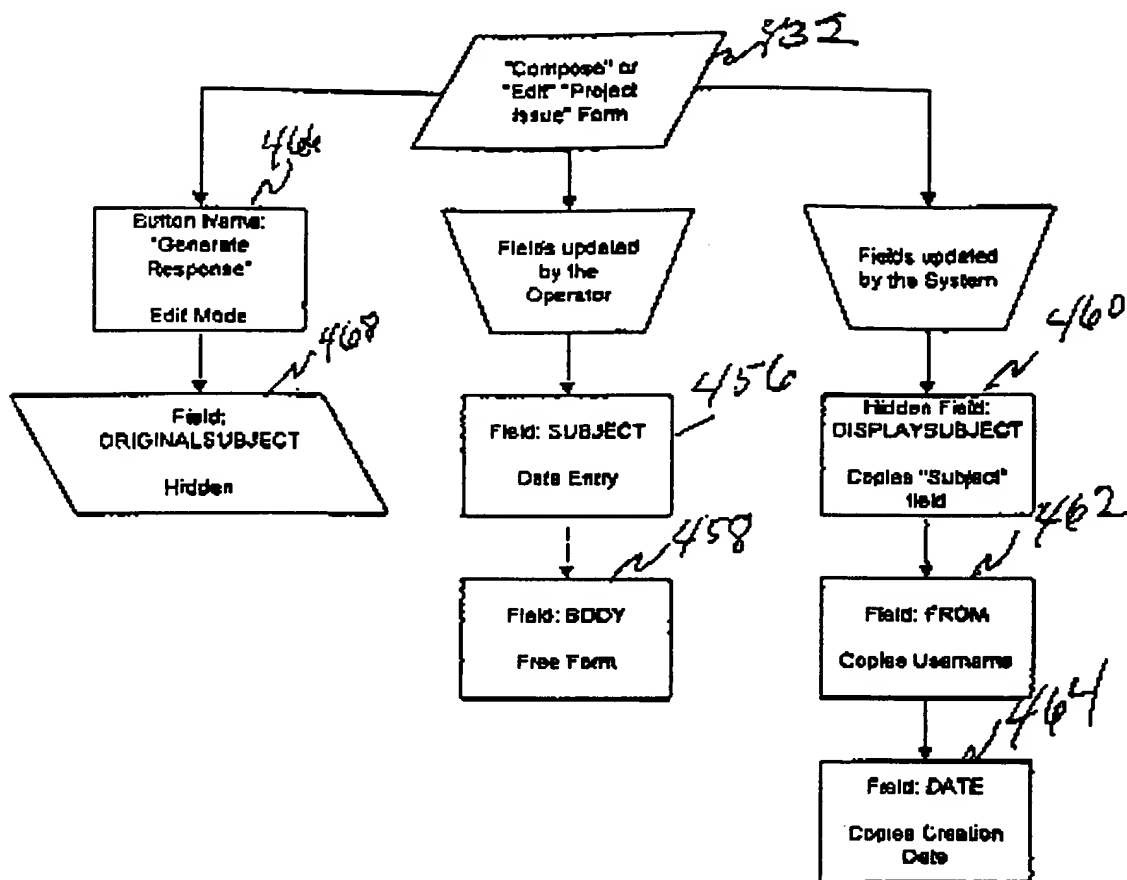 "Compose" or
"Edit" "Project
Issue" Form
466
Button Name:
"Generate
Response"
Edit Mode
468
Field:
ORIGINALSUBJECT
Hidden
Fields updated
by the
Operator
456
Field: SUBJECT
Data Entry
458
Field: BODY
Free Form
Fields updated
by the System
460
Hidden Field:
DISPLAYSUBJECT
Copies "Subject"
field
462
Field: FROM
Copies Username
464
Field: DATE
Copies Creation
Date